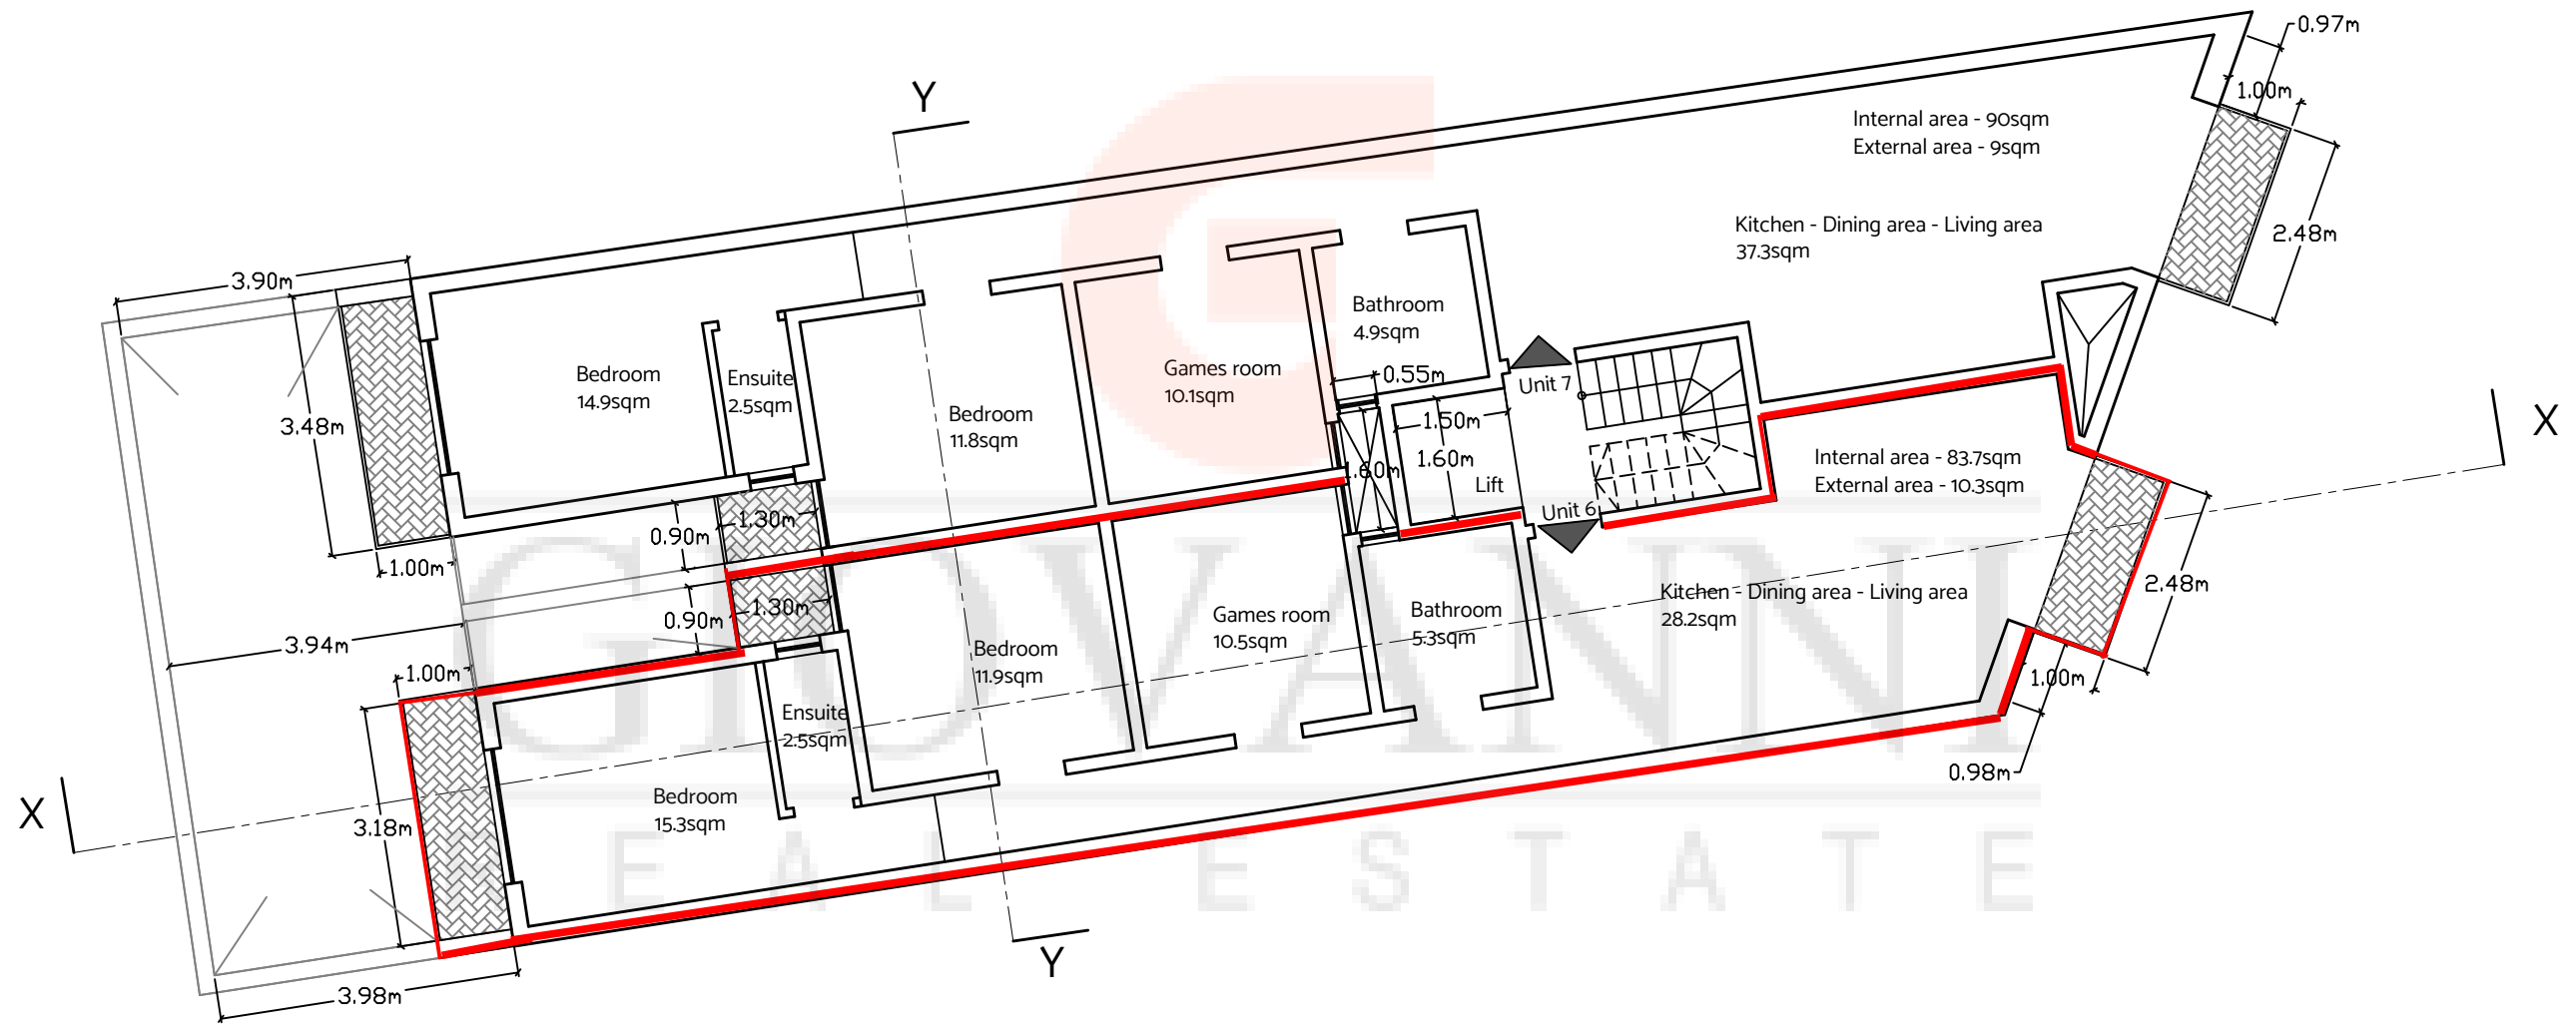 0.97m
Y
1.00m
Internal area - 90sqm
External area - 9sqm
Kitchen - Dining area - Living area
37.3sqm
2.48m
3.90m
Bathroom
4.9sqm
Bedroom
14.9sqm
Ensuite
2.5sqm
Games room
10.1sqm
0.55m
Unit 7
Bedroom
11.8sqm
3.48m
1.50m
X
1.60m
1.60m
Lift
Internal area - 83.7sqm
External area - 10.3sqm
Unit 6
1.30m
0.90m
1.00m
1.30m
0.90m
2.48m
Kitchen - Dining area - Living area
28.2sqm
Games room
10.5sqm
Bathroom
5.3sqm
3.94m
Bedroom
11.9sqm
1.00m
1.00m
GIOVANNI
Ensuite
2.5sqm
0.98m
X
Bedroom
15.3sqm
3.18m
EAL ESTATE
Y
3.98m